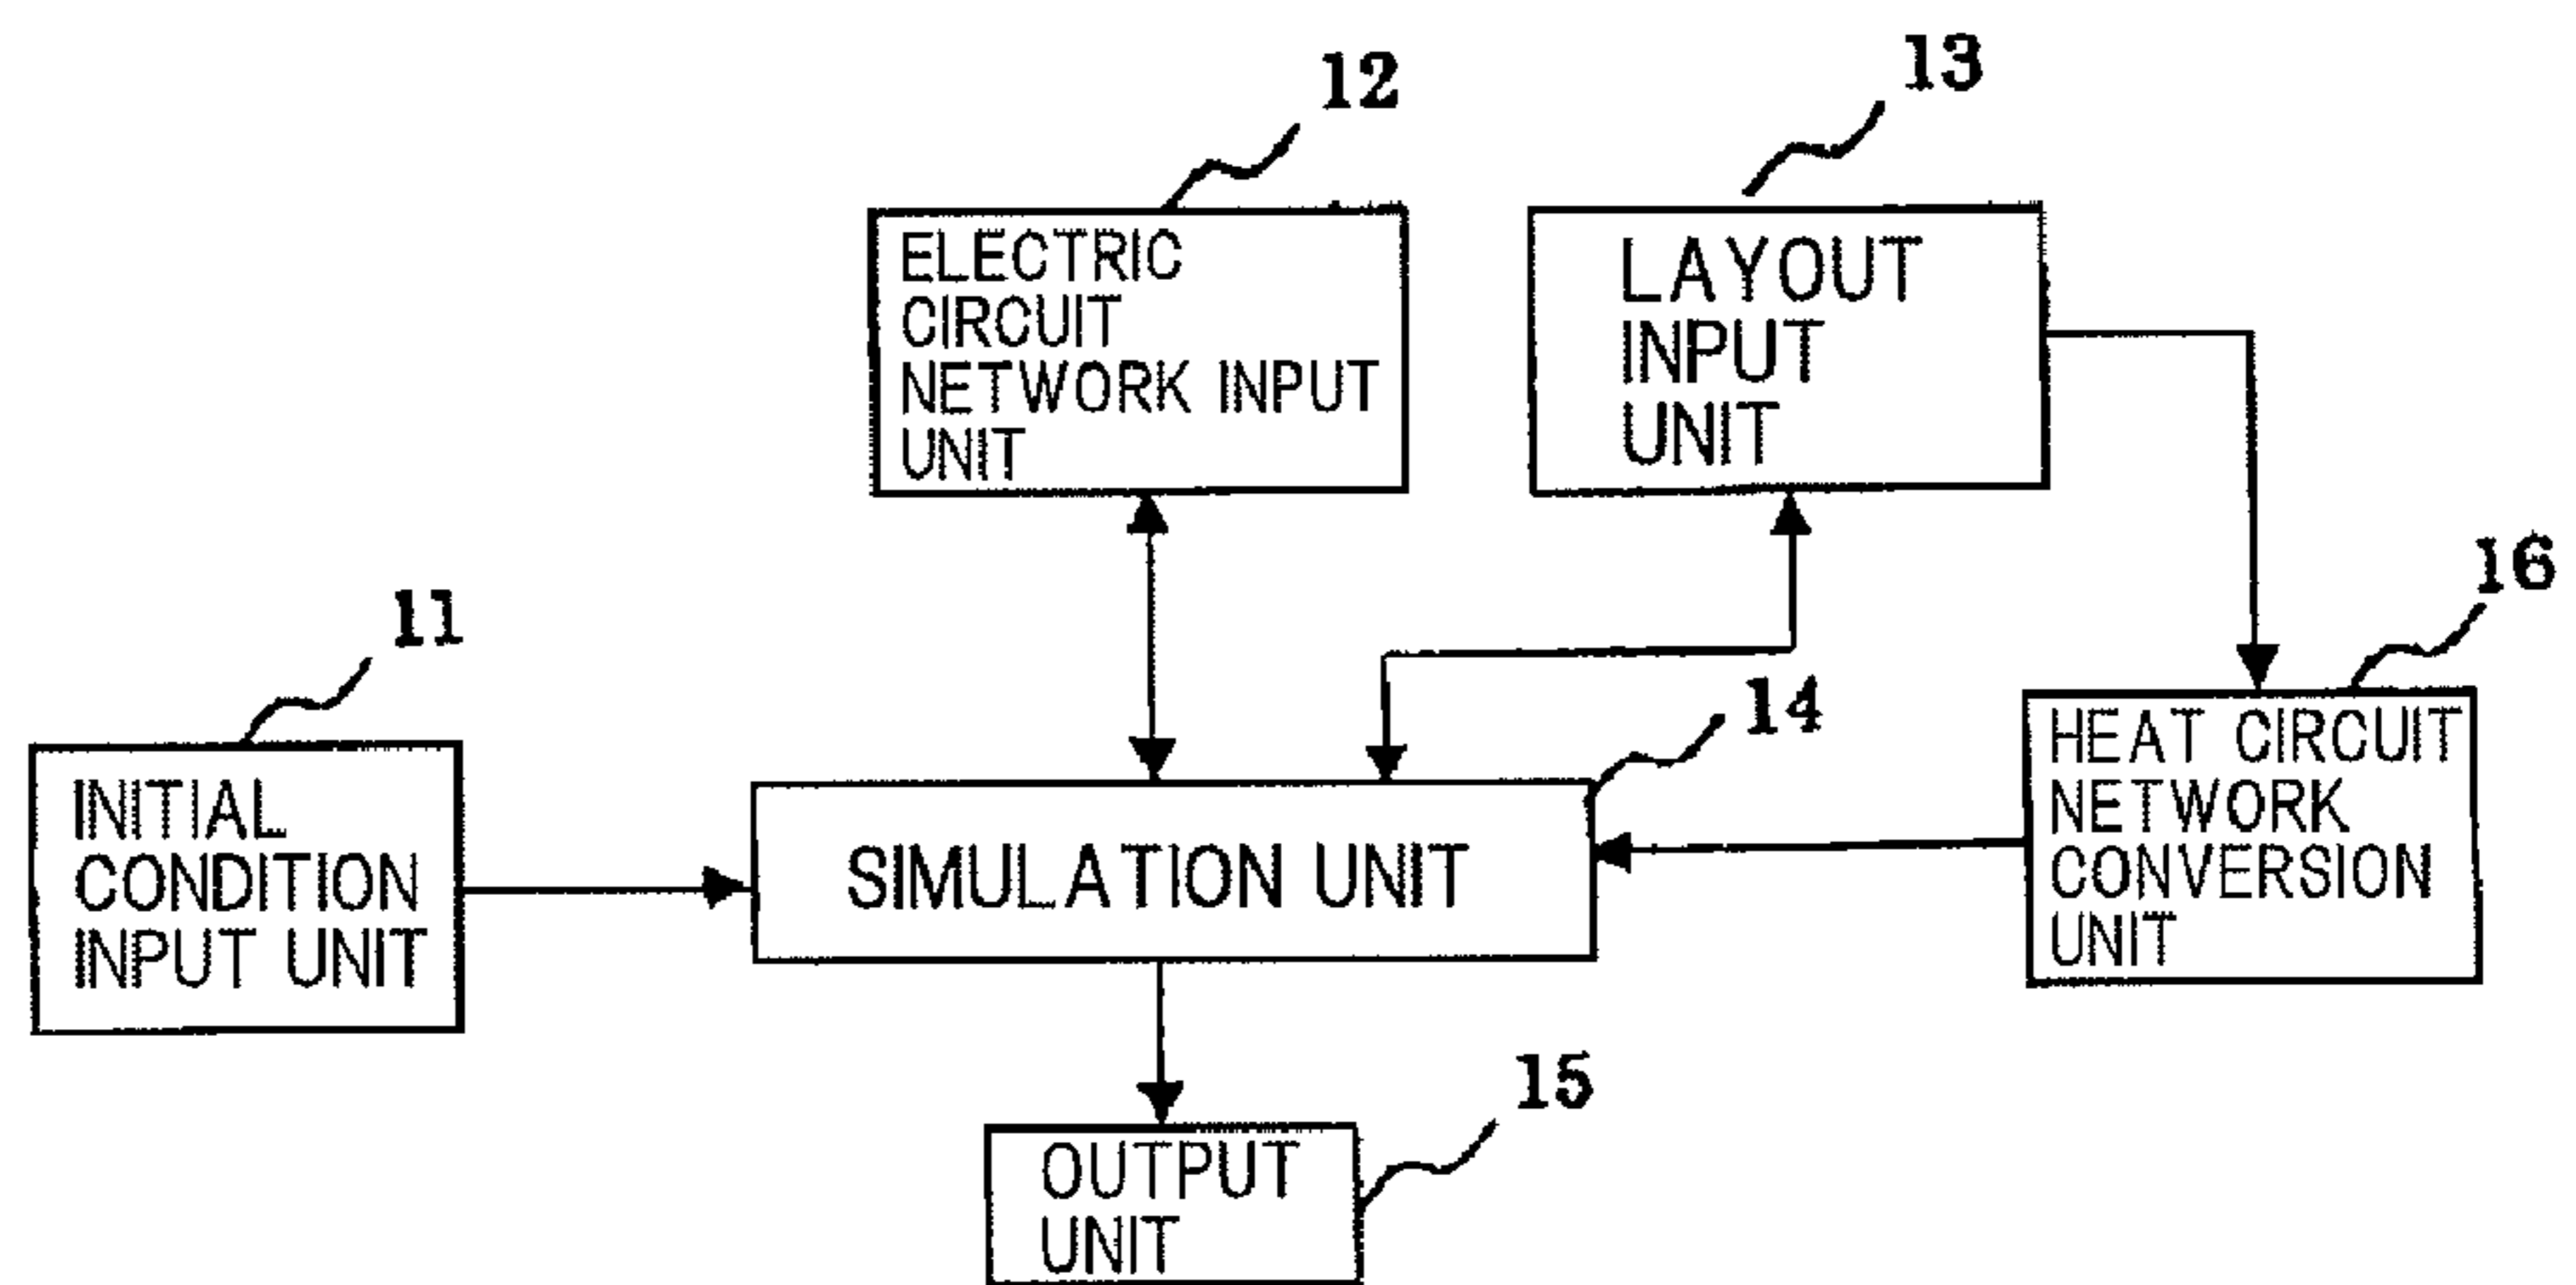 12
13
ELECTRIC
CIRCUIT
NETWORK INPUT
UNIT
LAYOUT
INPUT
UNIT
11
16
14
INITIAL
CONDITION
INPUT UNIT
SIMULATION UNIT
HEAT CIRCUIT
NETWORK
CONVERSION
UNIT
15
OUTPUT
UNIT